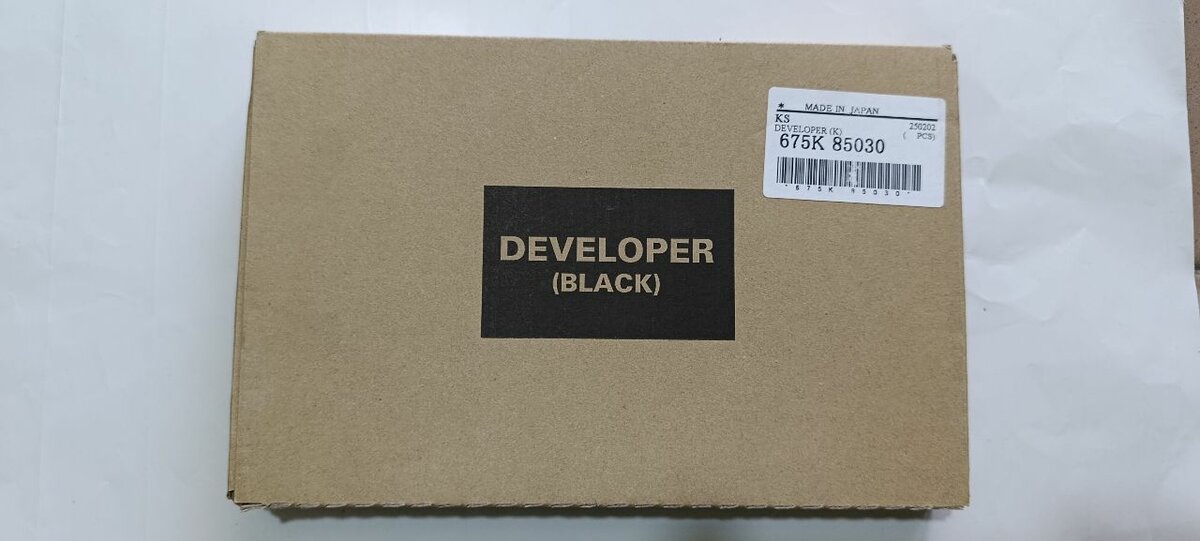 * MADE IN JAPAN
KS 250202
DEVELOPER (K) ( PCS)
675K 85030
*675K 85030*
DEVELOPER
(BLACK)